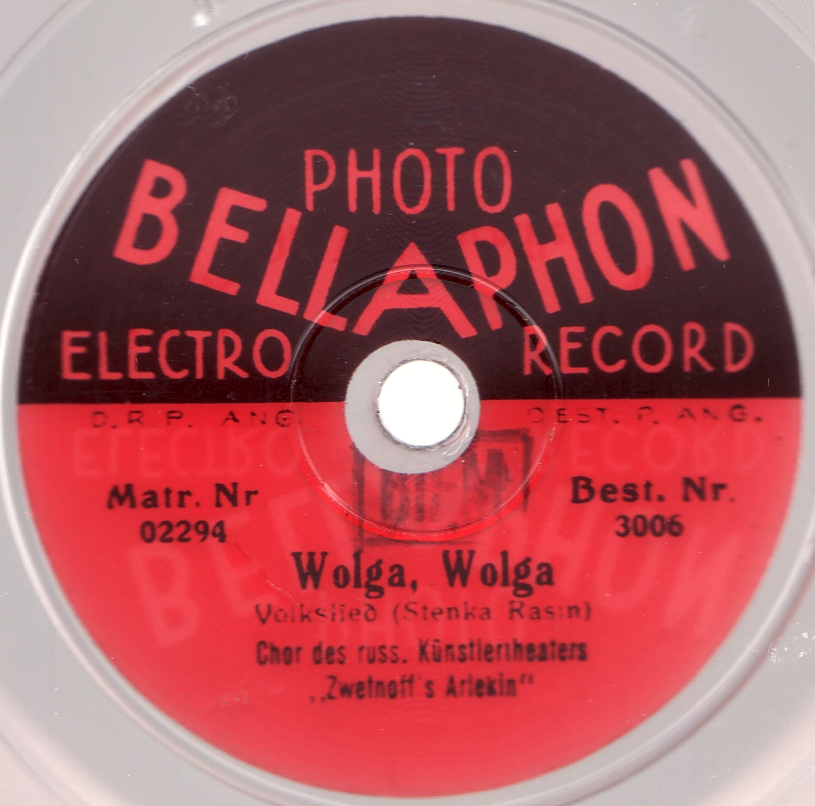 PHOTO
BELLAPHON
ELECTRO RECORD
D.R.P. ANG. OEST. P. ANG.
Matr. Nr Best. Nr.
02294 3006
BIEM
Wolga, Wolga
Volkslied (Stenka Rasin)
Chor des russ. Künstlertheaters
„Zwetnoff's Arlekin"